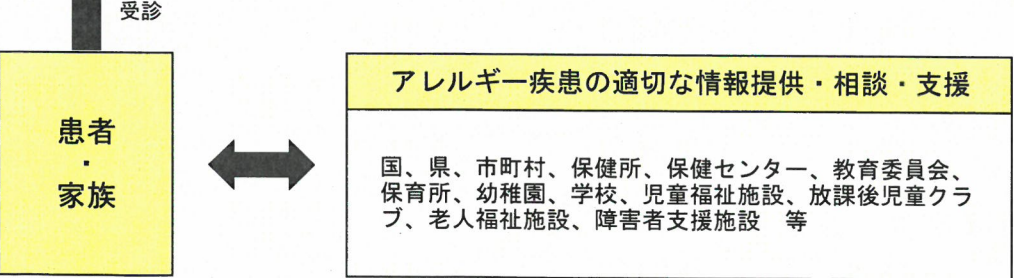 受診
患者
・
家族
アレルギー疾患の適切な情報提供・相談・支援
国、県、市町村、保健所、保健センター、教育委員会、
保育所、幼稚園、学校、児童福祉施設、放課後児童クラ
ブ、老人福祉施設、障害者支援施設　等